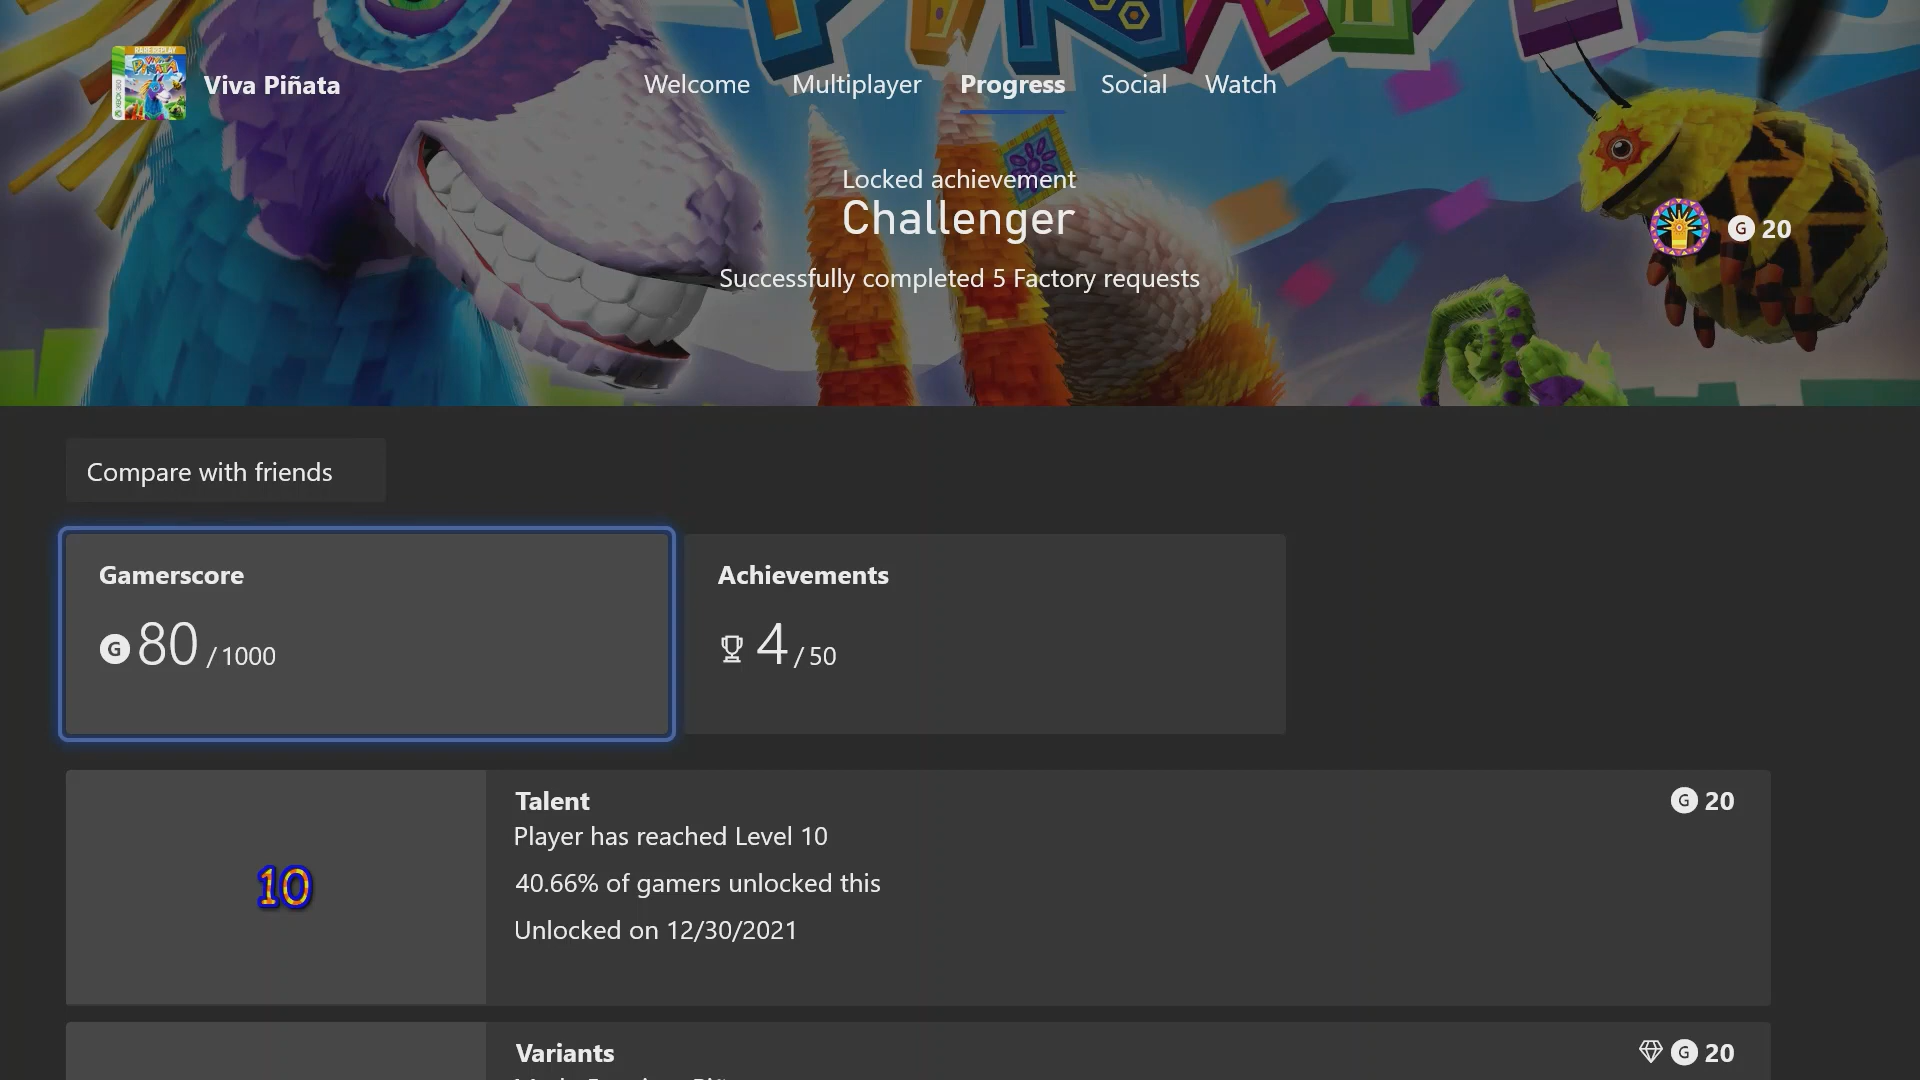 Viva Piñata
Welcome
Multiplayer
Progress
Social
Watch
Locked achievement
Challenger
G 20
Successfully completed 5 Factory requests
Compare with friends
Gamerscore
G 80 / 1000
Achievements
4 / 50
Talent
G 20
Player has reached Level 10
40.66% of gamers unlocked this
Unlocked on 12/30/2021
10
Variants
G 20